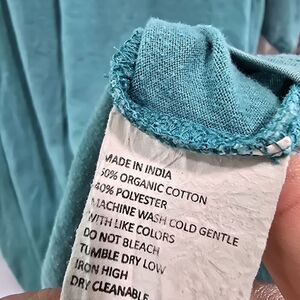 MADE IN INDIA
60% ORGANIC COTTON
40% POLYESTER
MACHINE WASH COLD GENTLE
WITH LIKE COLORS
DO NOT BLEACH
TUMBLE DRY LOW
IRON HIGH
DRY CLEANABLE